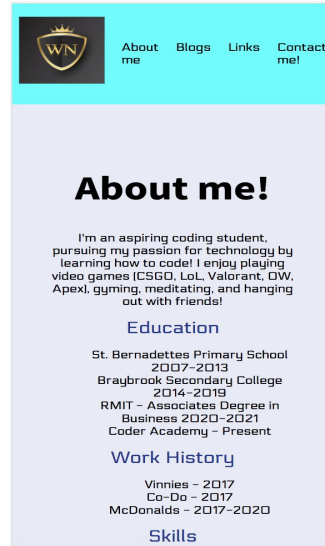 WN
About me
Blogs
Links
Contact me!
About me!
I'm an aspiring coding student,
pursuing my passion for technology by
learning how to code! I enjoy playing
video games (CSGO, LoL, Valorant, OW,
Apex), gyming, meditating, and hanging
out with friends!
Education
St. Bernadettes Primary School
2007-2013
Braybrook Secondary College
2014-2019
RMIT - Associates Degree in
Business 2020-2021
Coder Academy - Present
Work History
Vinnies - 2017
Co-Do - 2017
McDonalds - 2017-2020
Skills